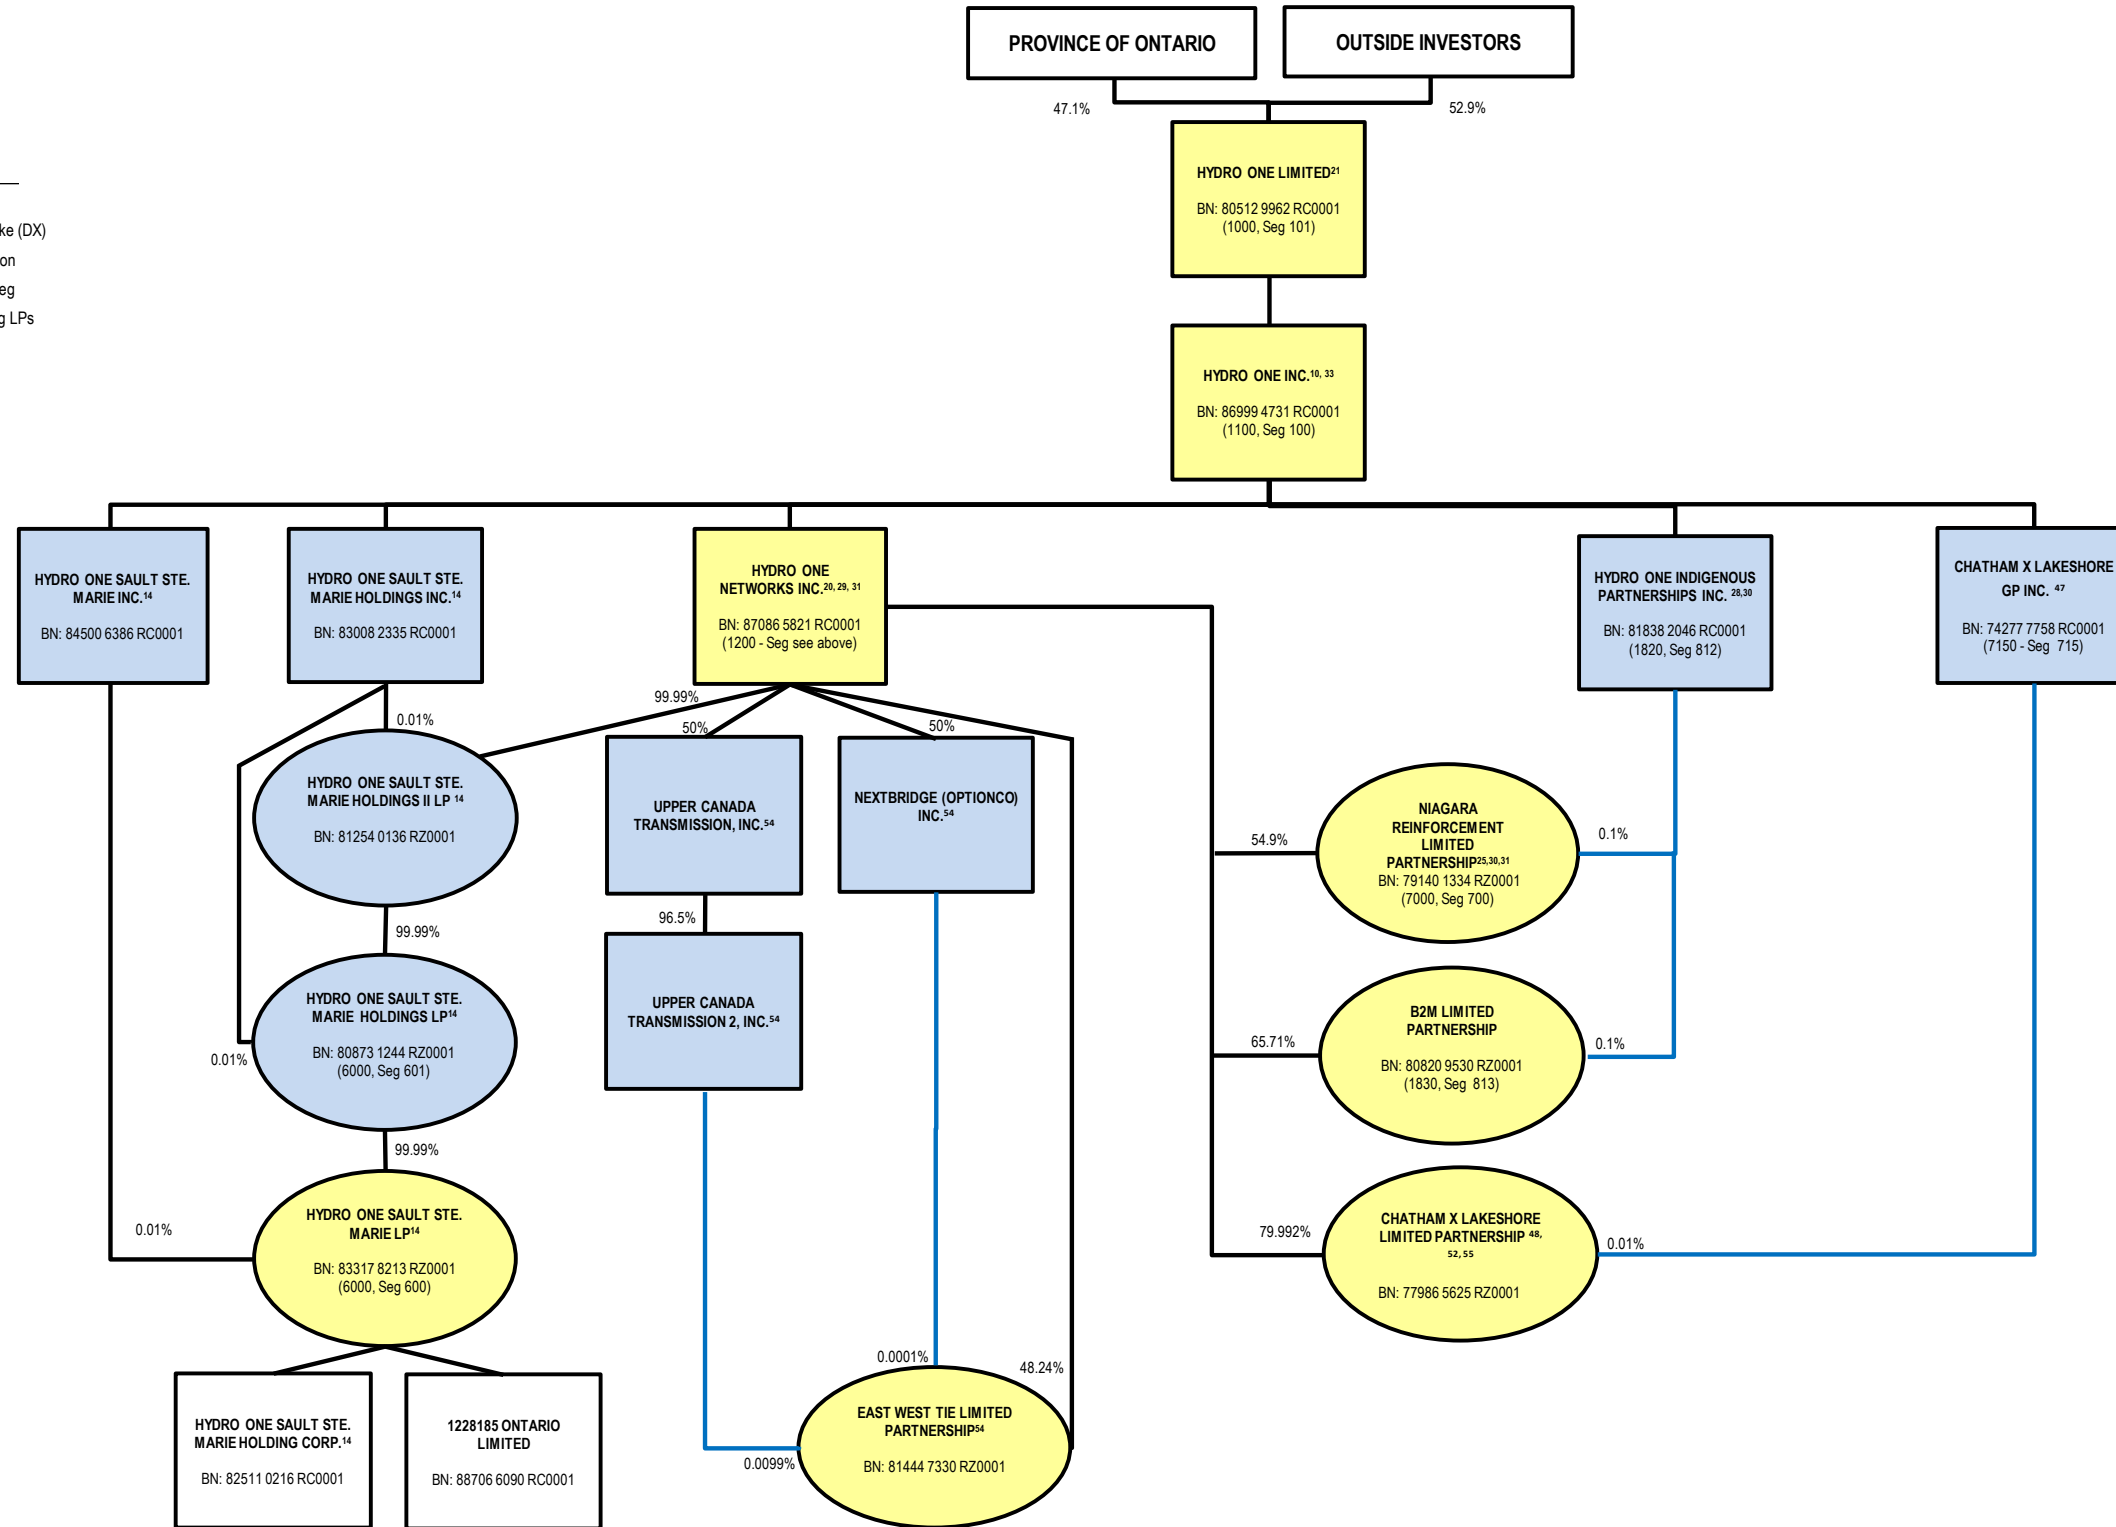 PROVINCE OF ONTARIO
OUTSIDE INVESTORS
47.1%
52.9%
HYDRO ONE LIMITED²¹
BN: 80512 9962 RC0001
(1000, Seg 101)
ke (DX)
on
eg
g LPs
HYDRO ONE INC.¹⁰, ³³
BN: 86999 4731 RC0001
(1100, Seg 100)
HYDRO ONE SAULT STE.
MARIE INC.¹⁴
BN: 84500 6386 RC0001
HYDRO ONE SAULT STE.
MARIE HOLDINGS INC.¹⁴
BN: 83008 2335 RC0001
HYDRO ONE
NETWORKS INC.²⁰, ²⁹, ³¹
BN: 87086 5821 RC0001
(1200 - Seg see above)
HYDRO ONE INDIGENOUS
PARTNERSHIPS INC. ²⁸,³⁰
BN: 81838 2046 RC0001
(1820, Seg 812)
CHATHAM X LAKESHORE
GP INC. ⁴⁷
BN: 74277 7758 RC0001
(7150 - Seg 715)
0.01%
99.99%
50%
50%
HYDRO ONE SAULT STE.
MARIE HOLDINGS II LP ¹⁴
BN: 81254 0136 RZ0001
UPPER CANADA
TRANSMISSION, INC.⁵⁴
NEXTBRIDGE (OPTIONCO)
INC.⁵⁴
54.9%
NIAGARA
REINFORCEMENT
LIMITED
PARTNERSHIP²⁵,³⁰,³¹
BN: 79140 1334 RZ0001
(7000, Seg 700)
0.1%
99.99%
96.5%
HYDRO ONE SAULT STE.
MARIE HOLDINGS LP¹⁴
BN: 80873 1244 RZ0001
(6000, Seg 601)
0.01%
UPPER CANADA
TRANSMISSION 2, INC.⁵⁴
65.71%
B2M LIMITED
PARTNERSHIP
BN: 80820 9530 RZ0001
(1830, Seg 813)
0.1%
99.99%
0.01%
HYDRO ONE SAULT STE.
MARIE LP¹⁴
BN: 83317 8213 RZ0001
(6000, Seg 600)
79.992%
CHATHAM X LAKESHORE
LIMITED PARTNERSHIP ⁴⁸,
⁵², ⁵⁵
BN: 77986 5625 RZ0001
0.01%
0.0001%
48.24%
HYDRO ONE SAULT STE.
MARIE HOLDING CORP.¹⁴
BN: 82511 0216 RC0001
1228185 ONTARIO
LIMITED
BN: 88706 6090 RC0001
0.0099%
EAST WEST TIE LIMITED
PARTNERSHIP⁵⁴
BN: 81444 7330 RZ0001